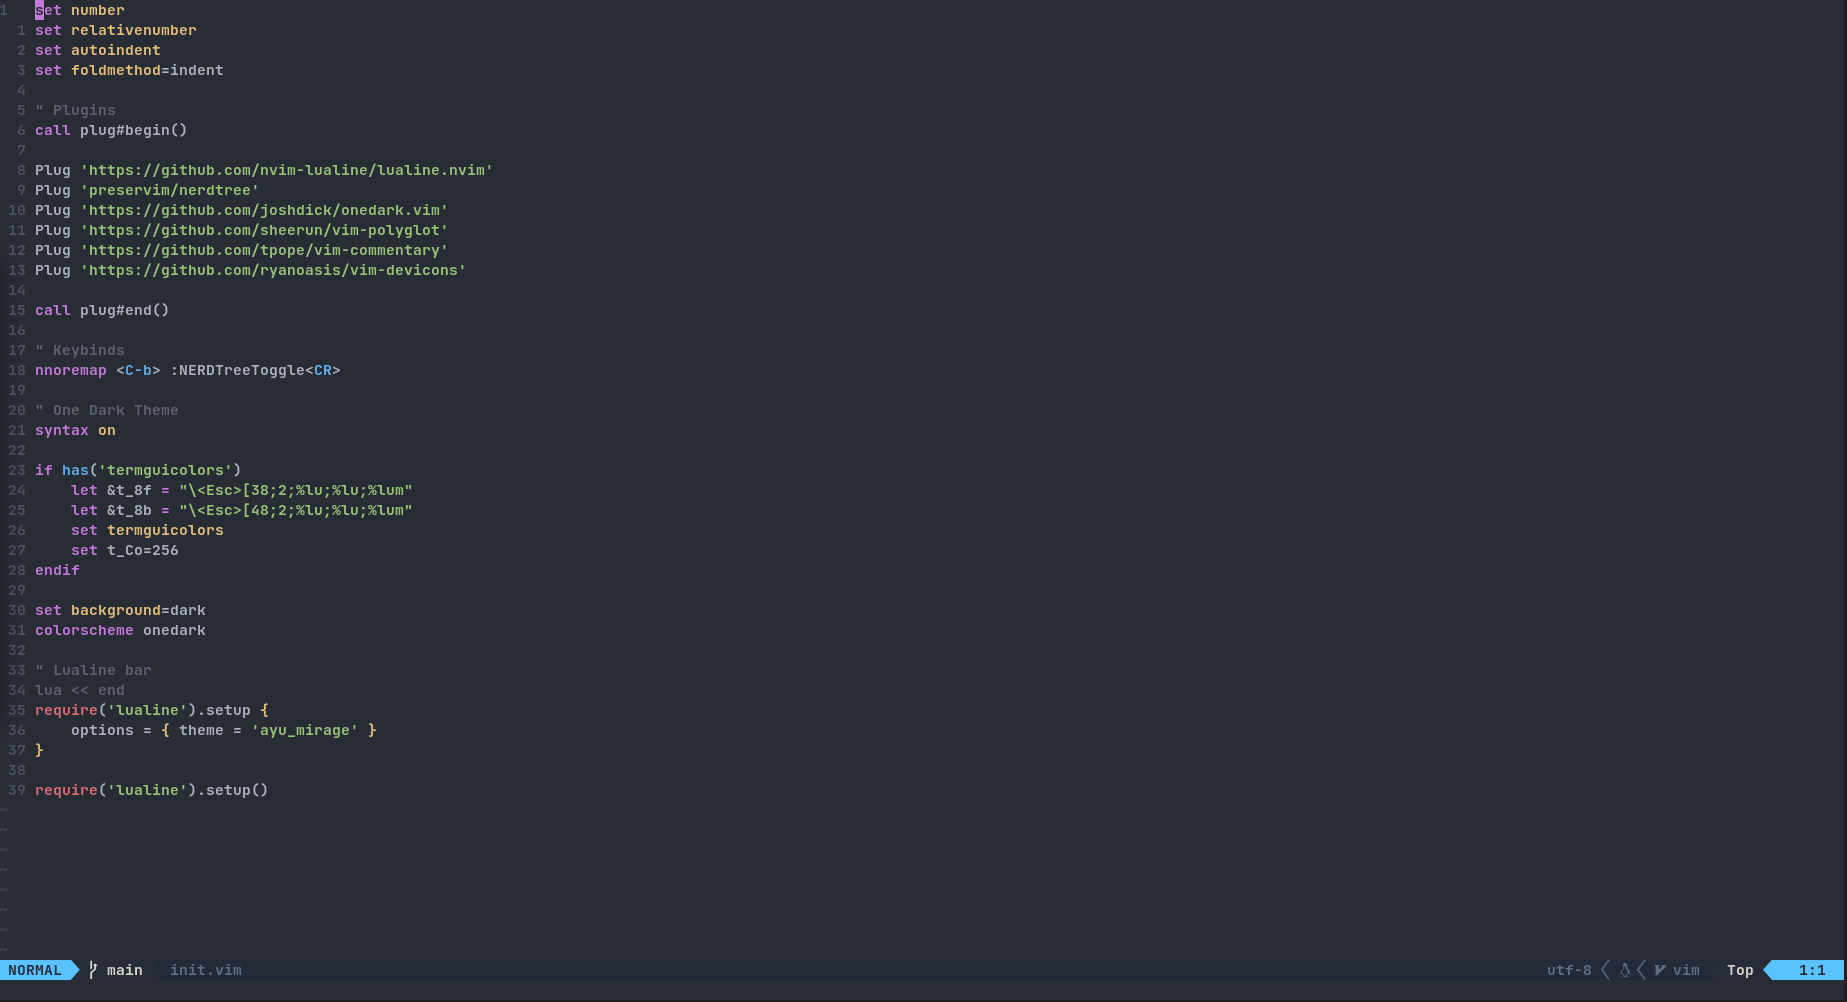 1   set number
  1 set relativenumber
  2 set autoindent
  3 set foldmethod=indent
  4
  5 " Plugins
  6 call plug#begin()
  7
  8 Plug 'https://github.com/nvim-lualine/lualine.nvim'
  9 Plug 'preservim/nerdtree'
 10 Plug 'https://github.com/joshdick/onedark.vim'
 11 Plug 'https://github.com/sheerun/vim-polyglot'
 12 Plug 'https://github.com/tpope/vim-commentary'
 13 Plug 'https://github.com/ryanoasis/vim-devicons'
 14
 15 call plug#end()
 16
 17 " Keybinds
 18 nnoremap <C-b> :NERDTreeToggle<CR>
 19
 20 " One Dark Theme
 21 syntax on
 22
 23 if has('termguicolors')
 24     let &t_8f = "\<Esc>[38;2;%lu;%lu;%lum"
 25     let &t_8b = "\<Esc>[48;2;%lu;%lu;%lum"
 26     set termguicolors
 27     set t_Co=256
 28 endif
 29
 30 set background=dark
 31 colorscheme onedark
 32
 33 " Lualine bar
 34 lua << end
 35 require('lualine').setup {
 36     options = { theme = 'ayu_mirage' }
 37 }
 38
 39 require('lualine').setup()
~
~
~
~
~
~
~
~
NORMAL main init.vim utf-8 vim Top 1:1